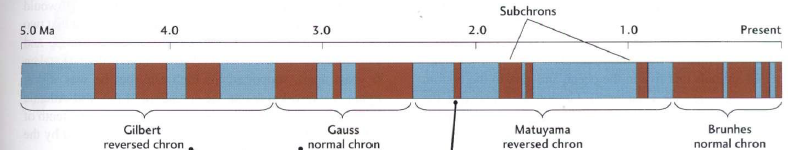 Subchrons
5.0 Ma 4.0 3.0 2.0 1.0 Present
Gilbert
reversed chron
Gauss
normal chron
Matuyama
reversed chron
Brunhes
normal chron